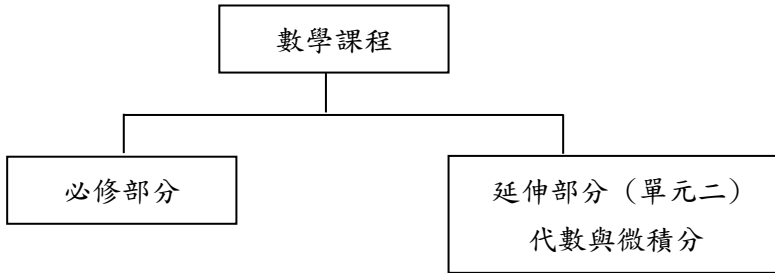 數學課程
必修部分
延伸部分（單元二）
代數與微積分